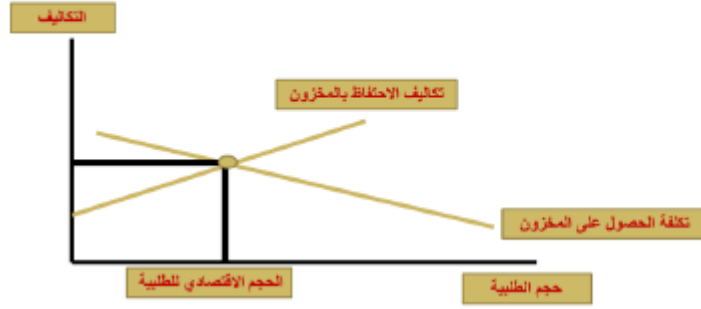 التكاليف
تكاليف الاحتفاظ بالمخزون
تكلفة الحصول على المخزون
الحجم الاقتصادي للطلبية
حجم الطلبية